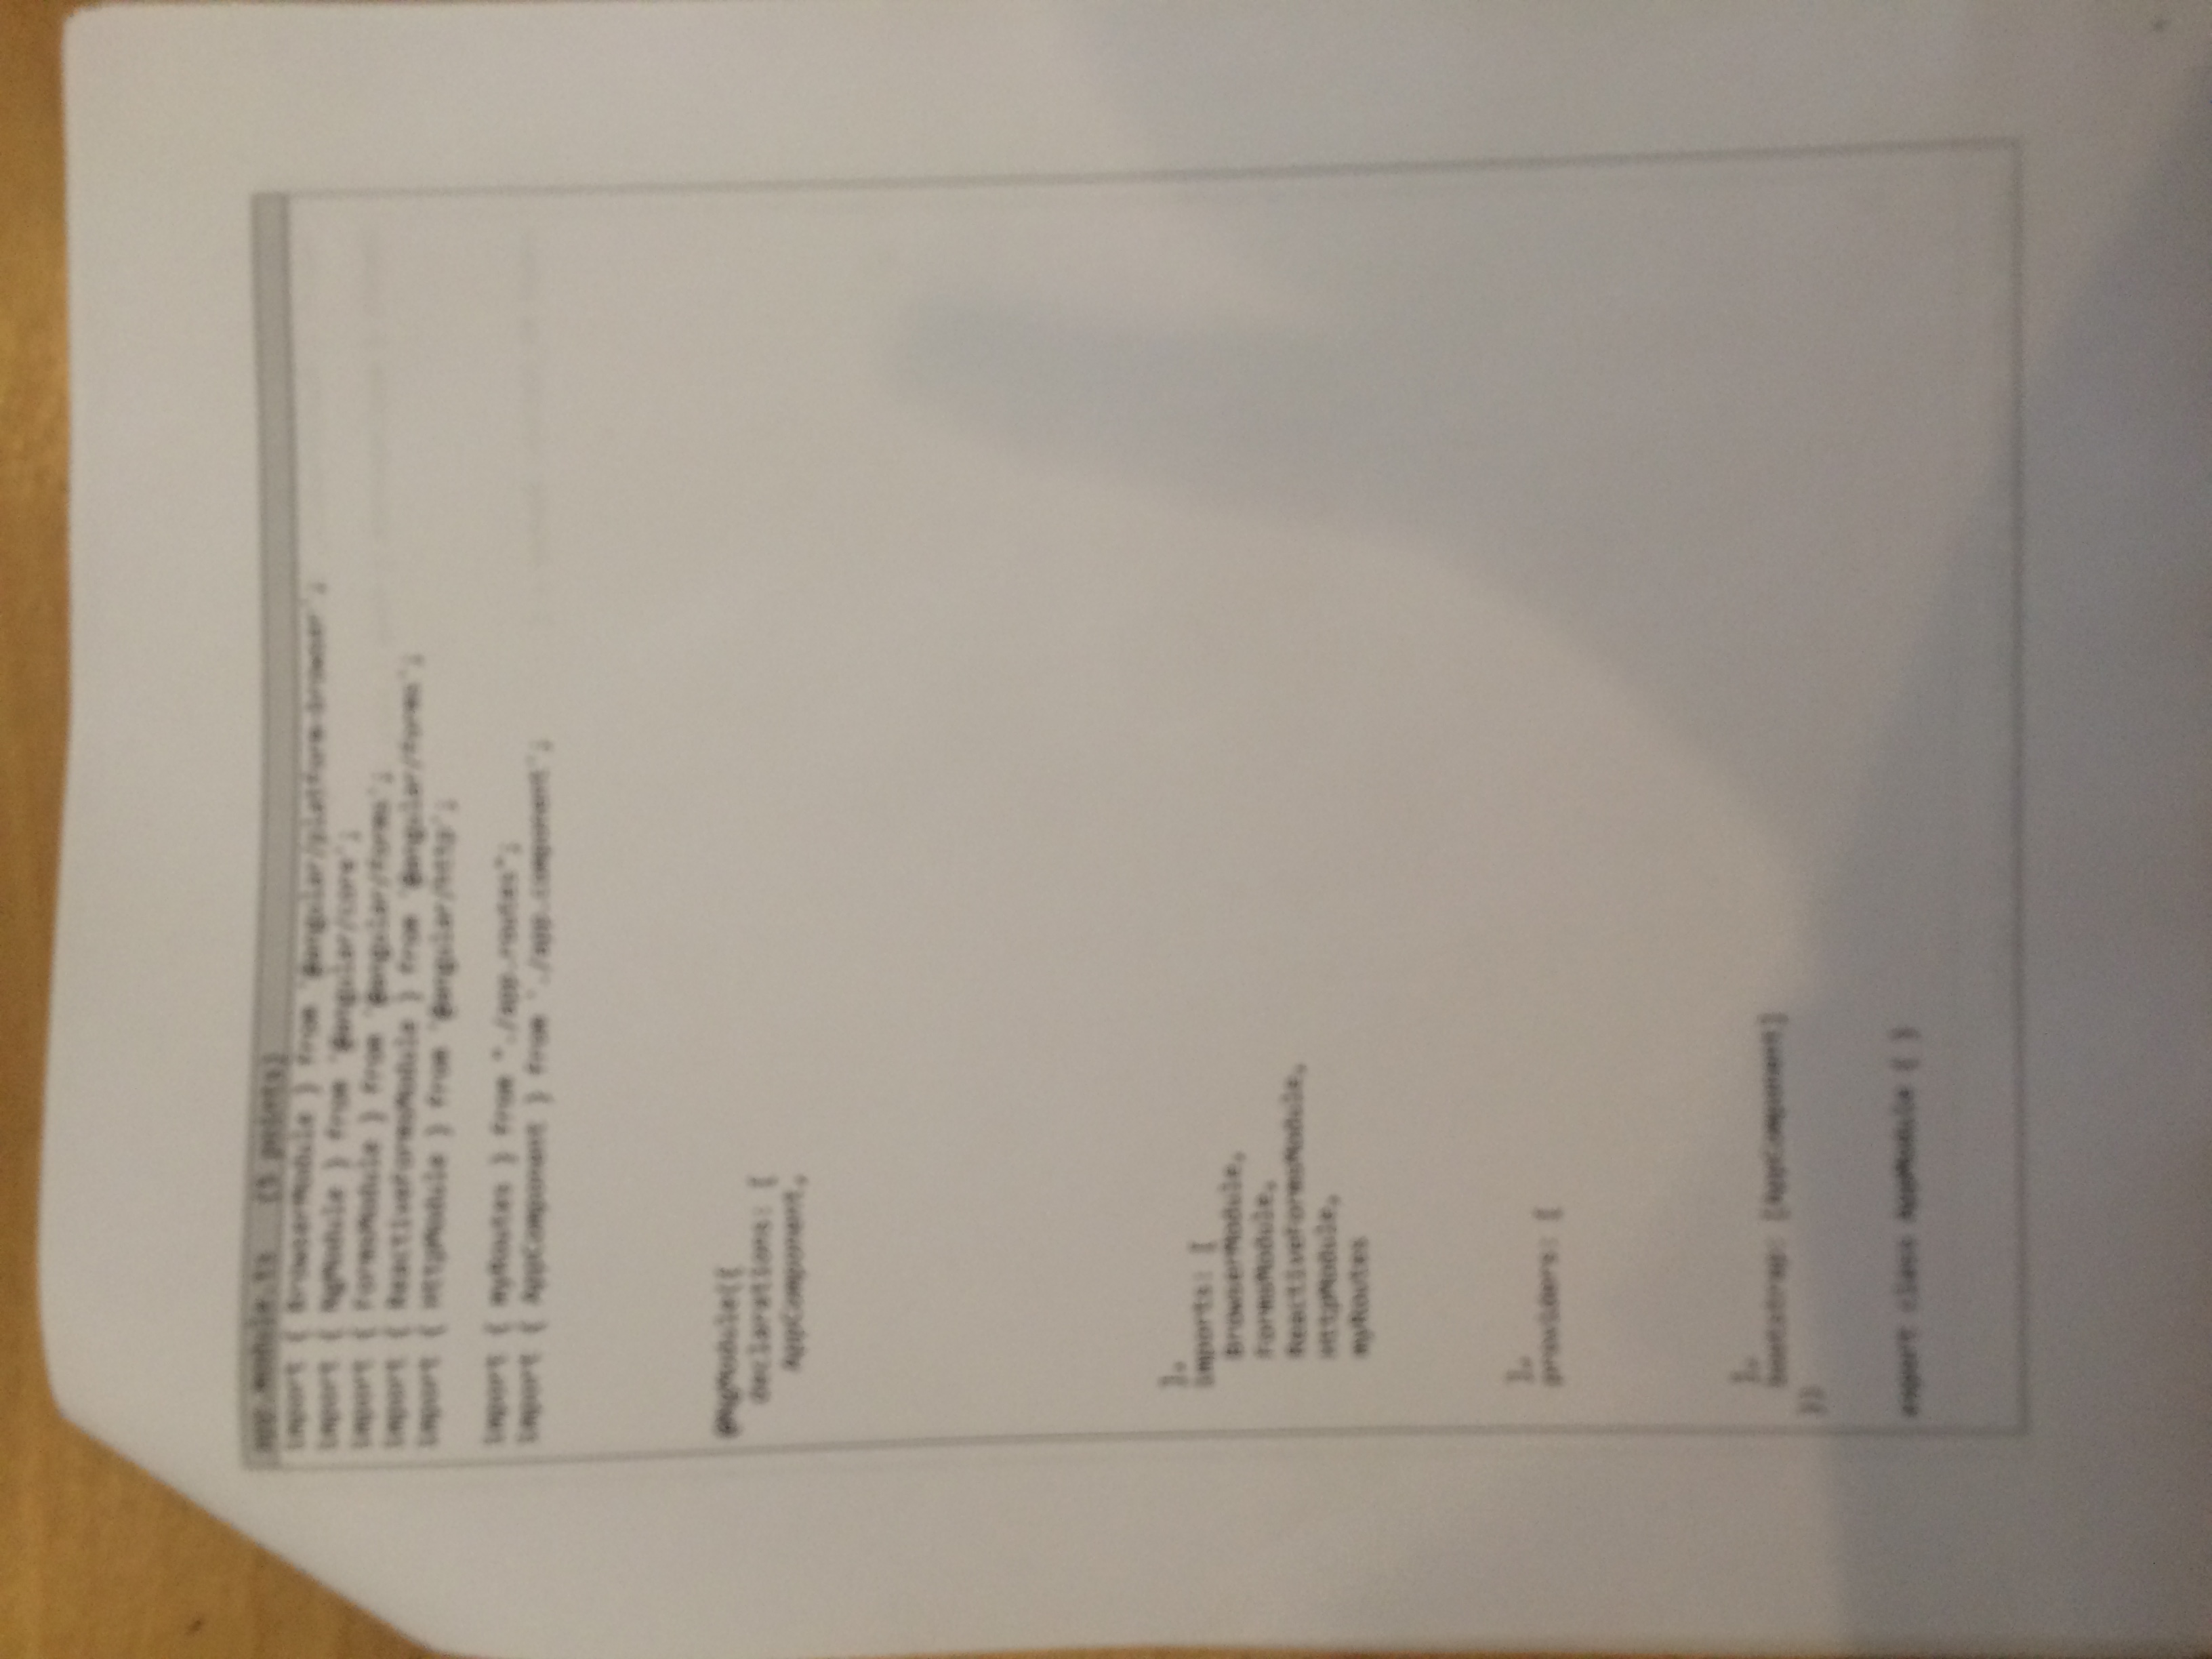 app.module.ts (5 points)
import { BrowserModule } from '@angular/platform-browser';
import { NgModule } from '@angular/core';
import { FormsModule } from '@angular/forms';
import { ReactiveFormsModule } from '@angular/forms';
import { HttpModule } from '@angular/http';
import { myRoutes } from "./app.routes";
import { AppComponent } from './app.component';
@NgModule({
declarations: [
AppComponent,
],
imports: [
BrowserModule,
FormsModule,
ReactiveFormsModule,
HttpModule,
myRoutes
],
providers: [
],
bootstrap: [AppComponent]
})
export class AppModule { }